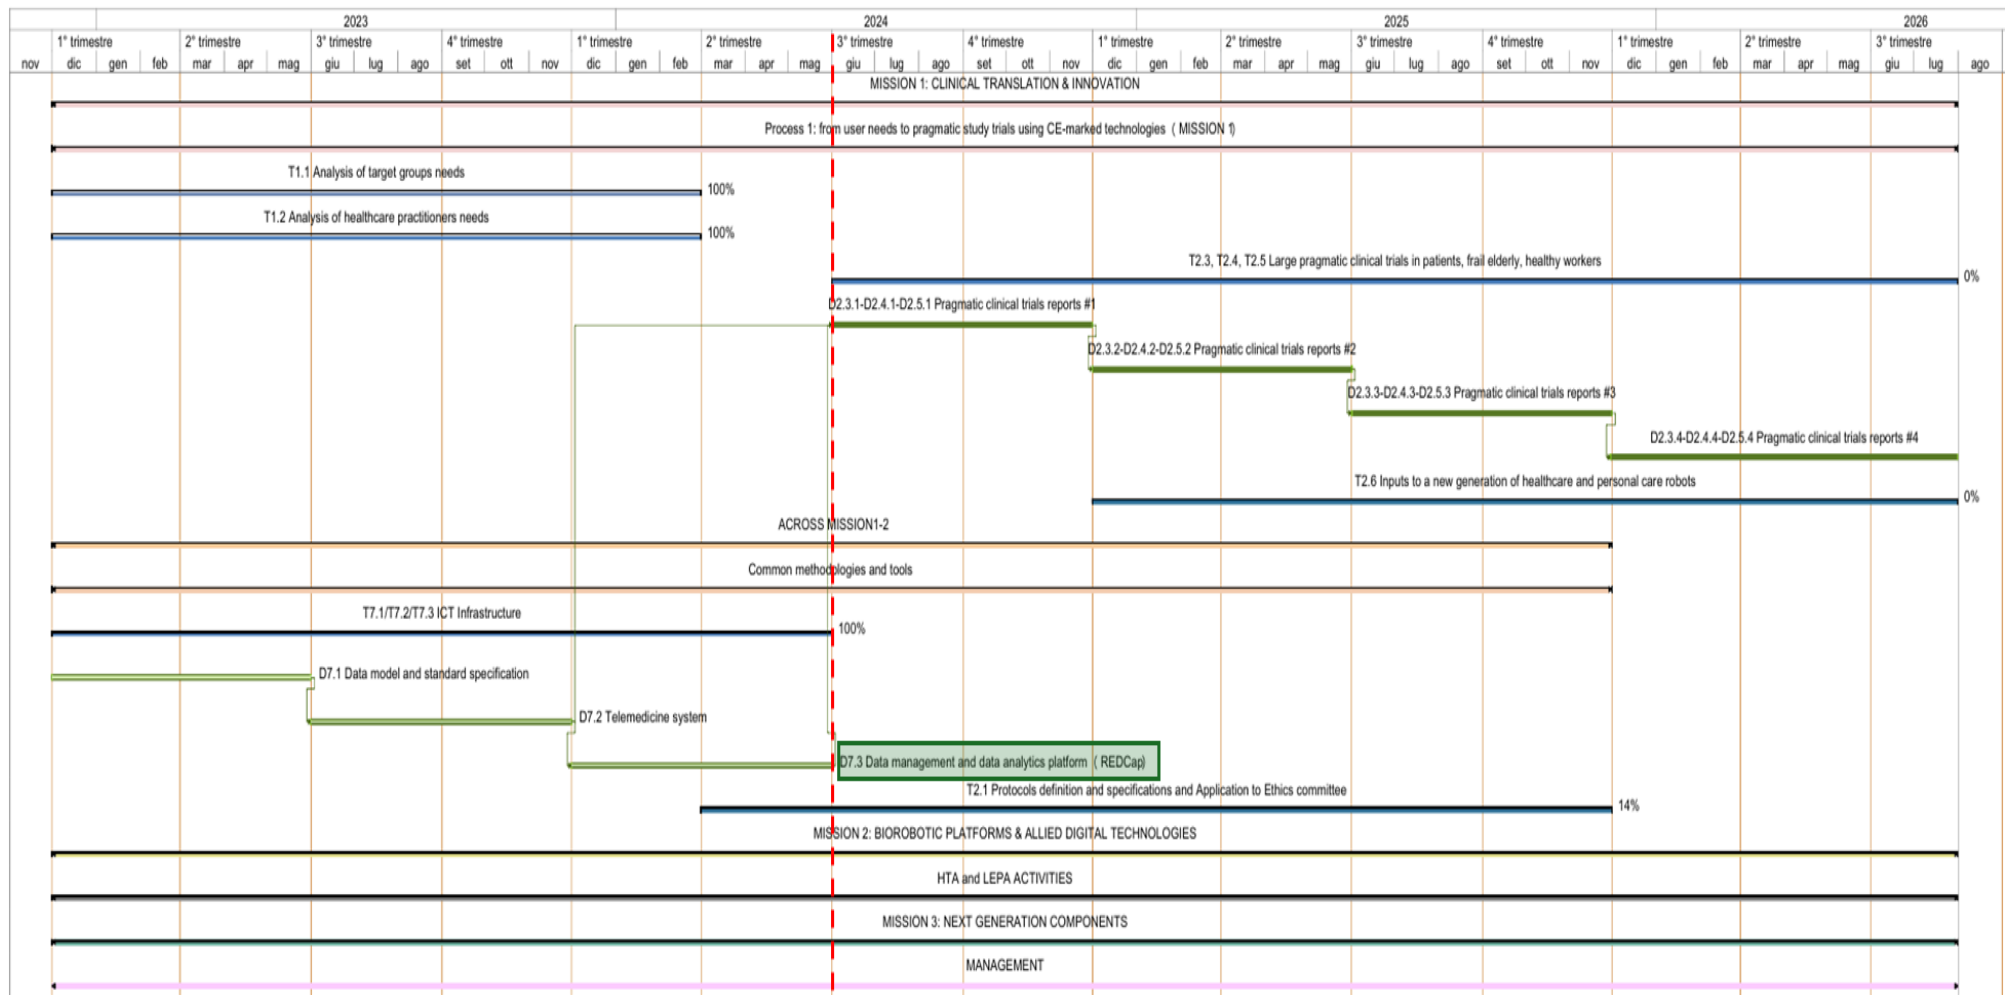 2023 2024 2025 2026
1° trimestre 2° trimestre 3° trimestre 4° trimestre 1° trimestre 2° trimestre 3° trimestre 4° trimestre 1° trimestre 2° trimestre 3° trimestre 4° trimestre 1° trimestre 2° trimestre 3° trimestre
nov dic gen feb mar apr mag giu lug ago set ott nov dic gen feb mar apr mag giu lug ago set ott nov dic gen feb mar apr mag giu lug ago set ott nov dic gen feb mar apr mag giu lug ago
MISSION 1: CLINICAL TRANSLATION & INNOVATION
Process 1: from user needs to pragmatic study trials using CE-marked technologies ( MISSION 1)
T1.1 Analysis of target groups needs
100%
T1.2 Analysis of healthcare practitioners needs
100%
T2.3, T2.4, T2.5 Large pragmatic clinical trials in patients, frail elderly, healthy workers
0%
D2.3.1-D2.4.1-D2.5.1 Pragmatic clinical trials reports #1
D2.3.2-D2.4.2-D2.5.2 Pragmatic clinical trials reports #2
D2.3.3-D2.4.3-D2.5.3 Pragmatic clinical trials reports #3
D2.3.4-D2.4.4-D2.5.4 Pragmatic clinical trials reports #4
T2.6 Inputs to a new generation of healthcare and personal care robots
0%
ACROSS MISSION1-2
Common methodologies and tools
T7.1/T7.2/T7.3 ICT Infrastructure
100%
D7.1 Data model and standard specification
D7.2 Telemedicine system
D7.3 Data management and data analytics platform ( REDCap)
T2.1 Protocols definition and specifications and Application to Ethics committee
14%
MISSION 2: BIOROBOTIC PLATFORMS & ALLIED DIGITAL TECHNOLOGIES
HTA and LEPA ACTIVITIES
MISSION 3: NEXT GENERATION COMPONENTS
MANAGEMENT